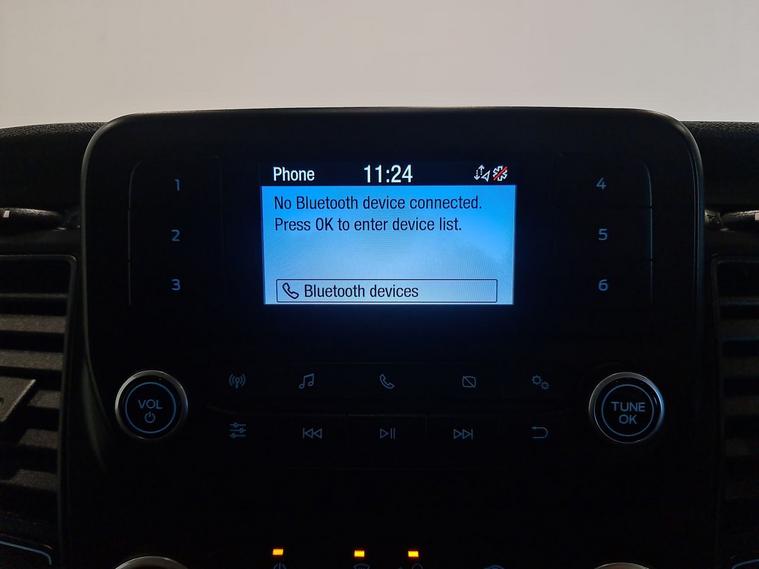 Phone 11:24
No Bluetooth device connected.
Press OK to enter device list.
Bluetooth devices
1
2
3
4
5
6
VOL
TUNE
OK